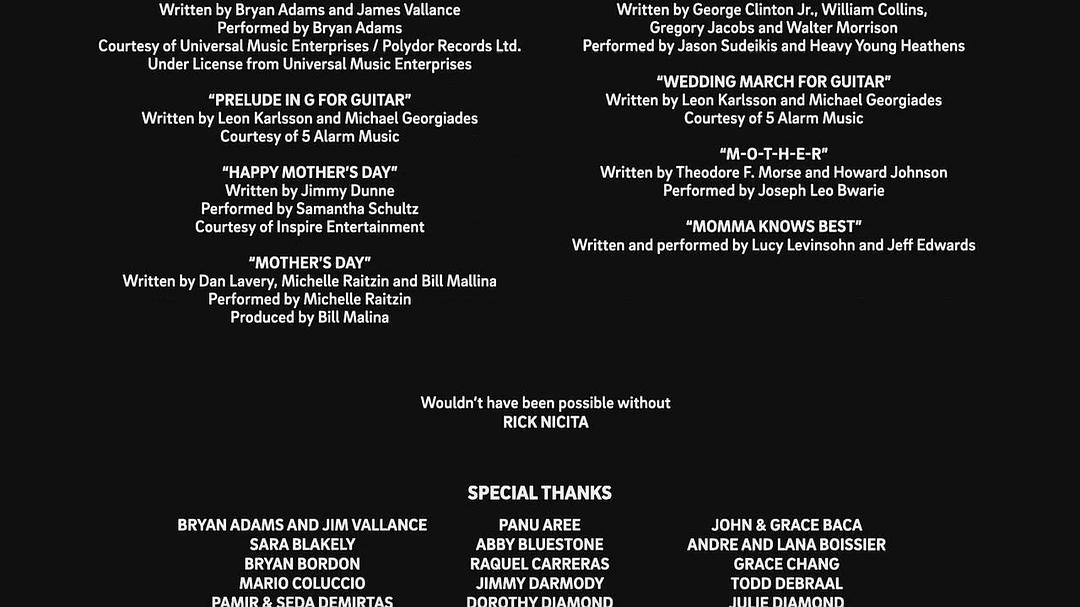 Written by Bryan Adams and James Vallance
Performed by Bryan Adams
Courtesy of Universal Music Enterprises / Polydor Records Ltd.
Under License from Universal Music Enterprises
“PRELUDE IN G FOR GUITAR”
Written by Leon Karlsson and Michael Georgiades
Courtesy of 5 Alarm Music
“HAPPY MOTHER’S DAY”
Written by Jimmy Dunne
Performed by Samantha Schultz
Courtesy of Inspire Entertainment
“MOTHER’S DAY”
Written by Dan Lavery, Michelle Raitzin and Bill Mallina
Performed by Michelle Raitzin
Produced by Bill Malina
Written by George Clinton Jr., William Collins,
Gregory Jacobs and Walter Morrison
Performed by Jason Sudeikis and Heavy Young Heathens
“WEDDING MARCH FOR GUITAR”
Written by Leon Karlsson and Michael Georgiades
Courtesy of 5 Alarm Music
“M-O-T-H-E-R”
Written by Theodore F. Morse and Howard Johnson
Performed by Joseph Leo Bwarie
“MOMMA KNOWS BEST”
Written and performed by Lucy Levinsohn and Jeff Edwards
Wouldn’t have been possible without
RICK NICITA
SPECIAL THANKS
BRYAN ADAMS AND JIM VALLANCE
SARA BLAKELY
BRYAN BORDON
MARIO COLUCCIO
PAMIR & SEDA DEMIRTAS
PANU AREE
ABBY BLUESTONE
RAQUEL CARRERAS
JIMMY DARMODY
DOROTHY DIAMOND
JOHN & GRACE BACA
ANDRE AND LANA BOISSIER
GRACE CHANG
TODD DEBRAAL
JULIE DIAMOND